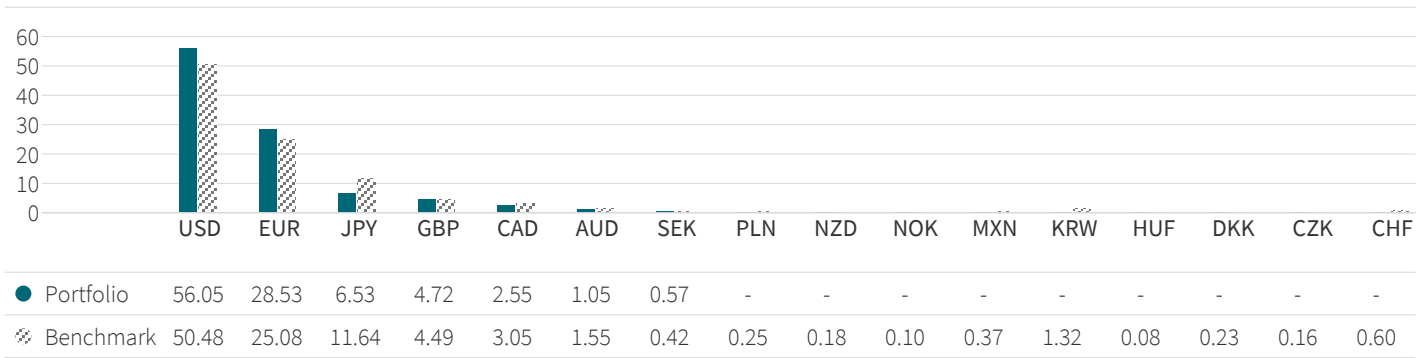 60
50
40
30
20
10
0
USD EUR JPY GBP CAD AUD SEK PLN NZD NOK MXN KRW HUF DKK CZK CHF
Portfolio 56.05 28.53 6.53 4.72 2.55 1.05 0.57 - - - - - - - - -
Benchmark 50.48 25.08 11.64 4.49 3.05 1.55 0.42 0.25 0.18 0.10 0.37 1.32 0.08 0.23 0.16 0.60